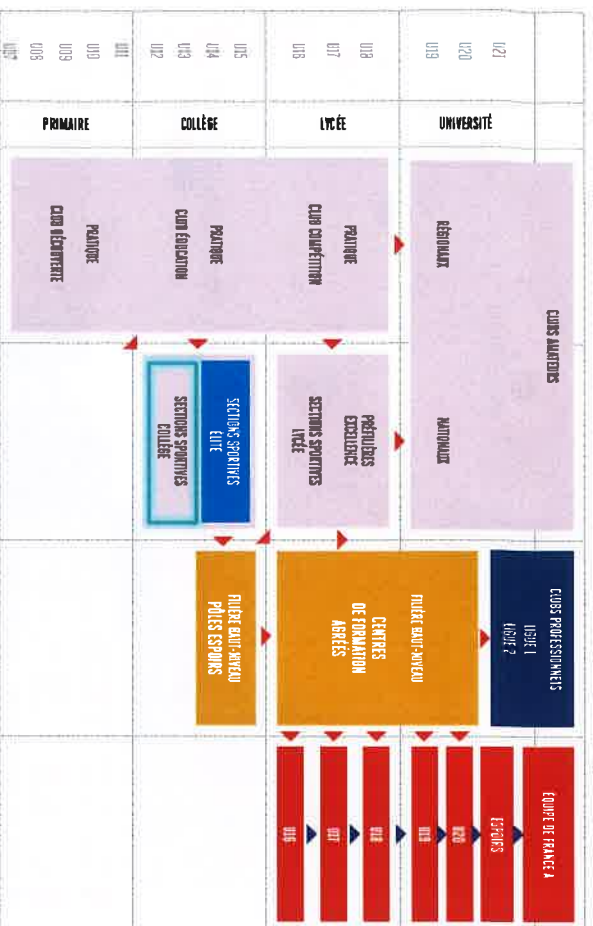 U21
U20
U19
UNIVERSITÉ
CLUBS AMATEURS
RÉGIONAUX
NATIONAUX
CLUBS PROFESSIONNELS
LIGUE 1
LIGUE 2
ÉQUIPE DE FRANCE A
ESPOIRS
U20
U19
U18
U17
U16
LYCÉE
PRATIQUE
CLUB COMPÉTITION
PRÉFILIÈRES
EXCELLENCE
SECTIONS SPORTIVES
LYCÉE
FILIÈRE HAUT-NIVEAU
CENTRES
DE FORMATION
AGRÉÉS
U18
U17
U16
U15
U14
U13
U12
COLLÈGE
PRATIQUE
CLUB ÉDUCATION
SECTIONS SPORTIVES
ÉLITE
SECTIONS SPORTIVES
COLLÈGE
FILIÈRE HAUT-NIVEAU
PÔLES ESPOIRS
U11
U10
U09
U08
U07
PRIMAIRE
PRATIQUE
CLUB DÉCOUVERTE